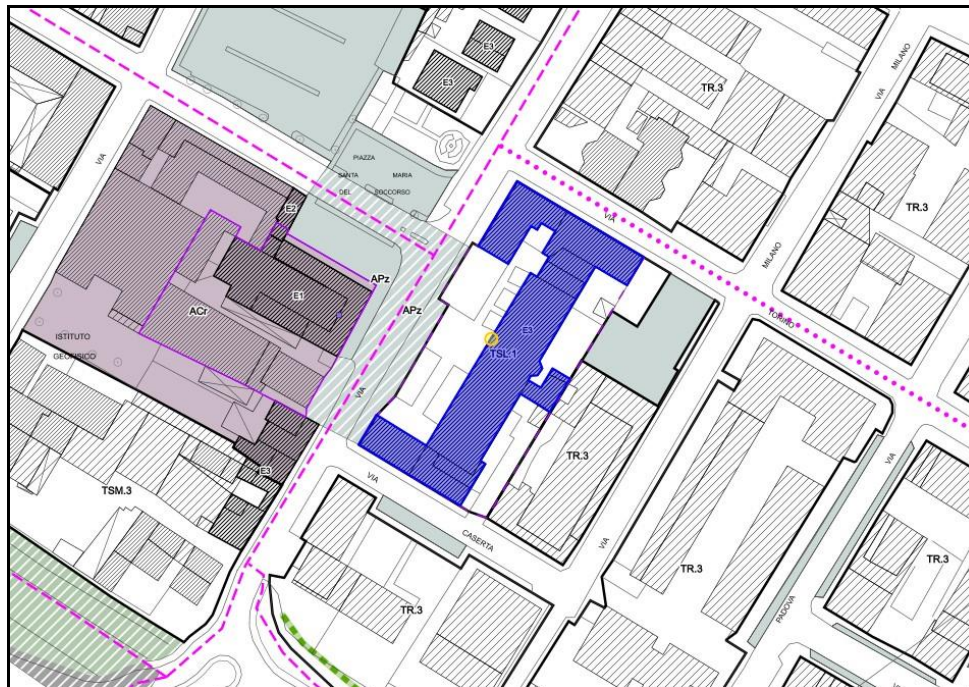 E3
E3
TR.3
MILANO
VIA
VIA
PIAZZA
SANTA
MARIA
DEL
SOCCORSO
TR.3
E2
VIA
MILANO
APz
E1
APz
ACr
TORINO
ISTITUTO
GEOFISICO
E3
TSL.1
VIA
TR.3
VIA
E3
TSM.3
VIA
CASERTA
VIA
TR.3
TR.3
PADOVA
TR.3
VIA